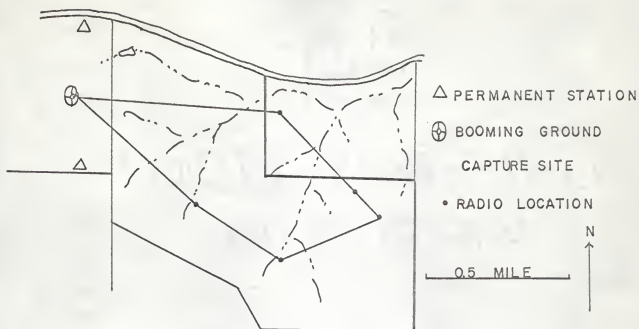 PERMANENT STATION
BOOMING GROUND
CAPTURE SITE
RADIO LOCATION
N
0.5 MILE